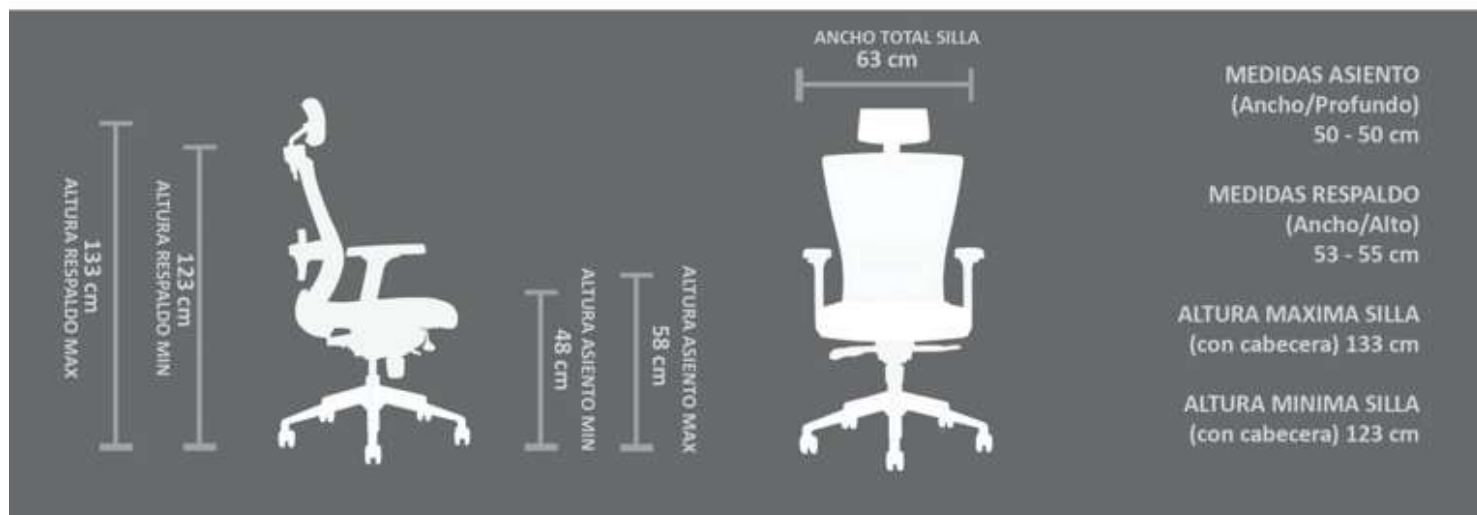 ALTURA RESPALDO MAX
133 cm
ALTURA RESPALDO MIN
123 cm
ALTURA ASIENTO MIN
48 cm
ALTURA ASIENTO MAX
58 cm
ANCHO TOTAL SILLA
63 cm
MEDIDAS ASIENTO
(Ancho/Profundo)
50 - 50 cm
MEDIDAS RESPALDO
(Ancho/Alto)
53 - 55 cm
ALTURA MAXIMA SILLA
(con cabecera) 133 cm
ALTURA MINIMA SILLA
(con cabecera) 123 cm